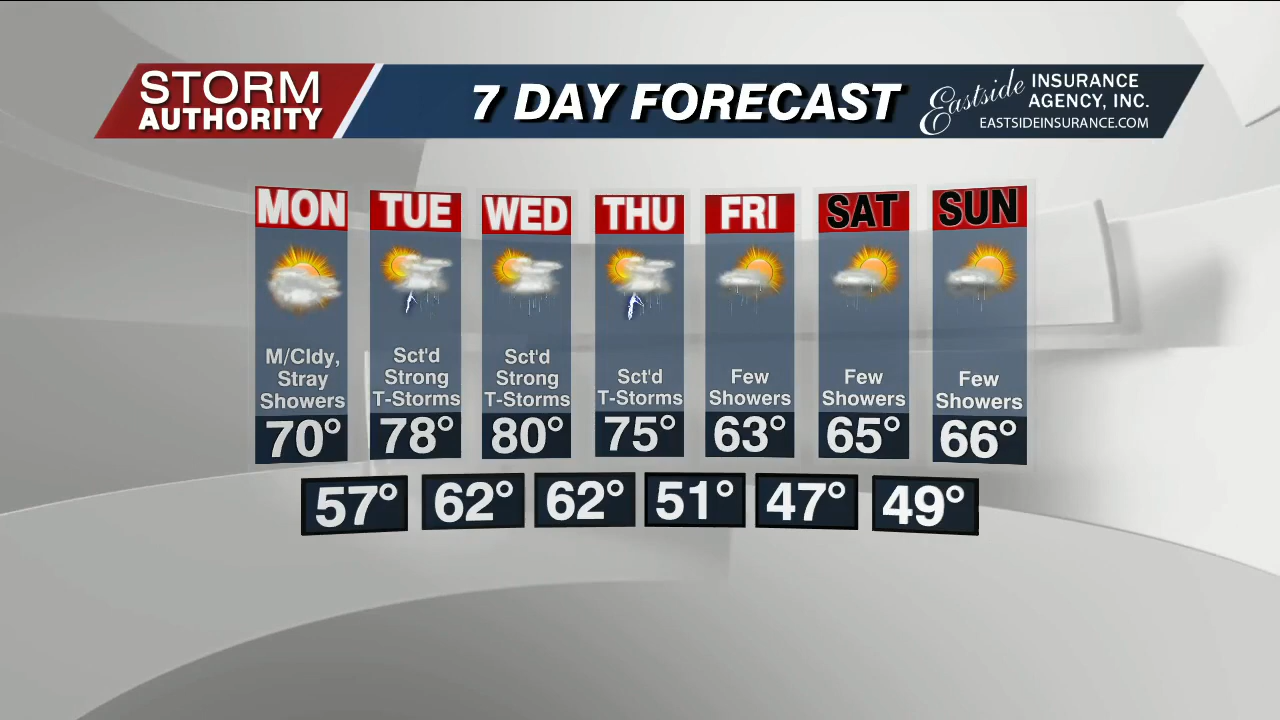 STORM
AUTHORITY
7 DAY FORECAST
Eastside INSURANCE
AGENCY, INC.
EASTSIDEINSURANCE.COM
MON
M/Cldy,
Stray
Showers
70°
TUE
Sct'd
Strong
T-Storms
78°
WED
Sct'd
Strong
T-Storms
80°
THU
Sct'd
T-Storms
75°
FRI
Few
Showers
63°
SAT
Few
Showers
65°
SUN
Few
Showers
66°
57°
62°
62°
51°
47°
49°